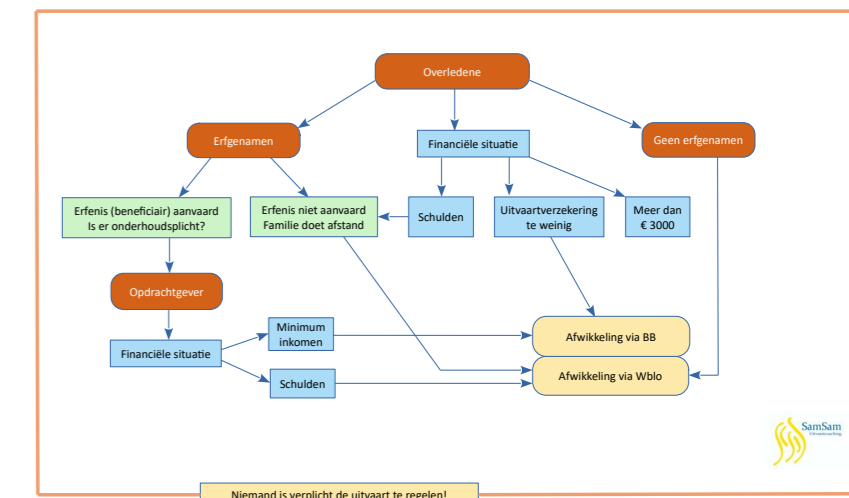 Overledene
Erfgenamen
Financiële situatie
Geen erfgenamen
Erfenis (beneficiair) aanvaard
Is er onderhoudsplicht?
Erfenis niet aanvaard
Familie doet afstand
Schulden
Uitvaartverzekering
te weinig
Meer dan
€ 3000
Opdrachtgever
Minimum
inkomen
Financiële situatie
Schulden
Afwikkeling via BB
Afwikkeling via Wblo
SamSam
Niemand is verplicht de uitvaart te regelen!